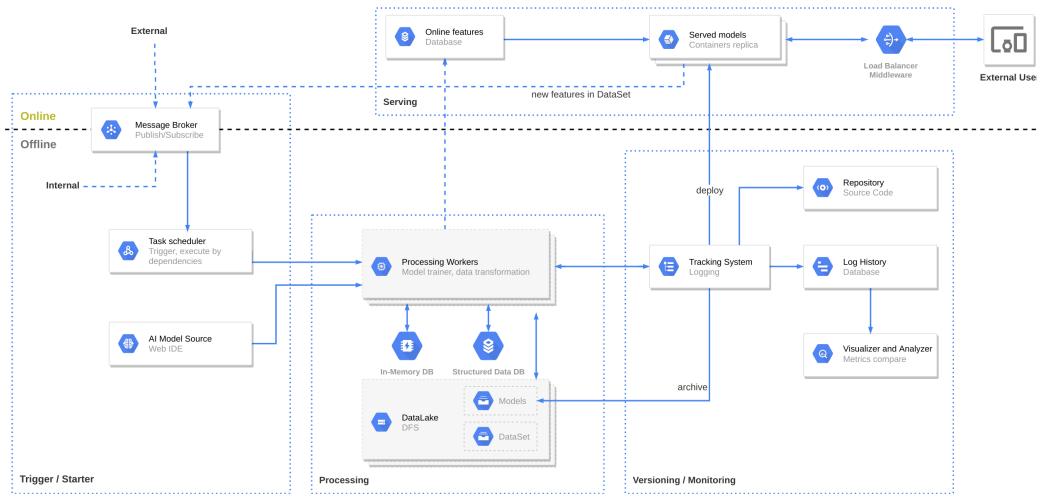 External
Online features
Database
Served models
Containers replica
Load Balancer
Middleware
External Use
new features in DataSet
Serving
Online
Offline
Message Broker
Publish/Subscribe
Internal
Task scheduler
Trigger, execute by
dependencies
AI Model Source
Web IDE
Trigger / Starter
Processing Workers
Model trainer, data transformation
In-Memory DB
Structured Data DB
DataLake
DFS
Models
DataSet
Processing
deploy
archive
Tracking System
Logging
Repository
Source Code
Log History
Database
Visualizer and Analyzer
Metrics compare
Versioning / Monitoring